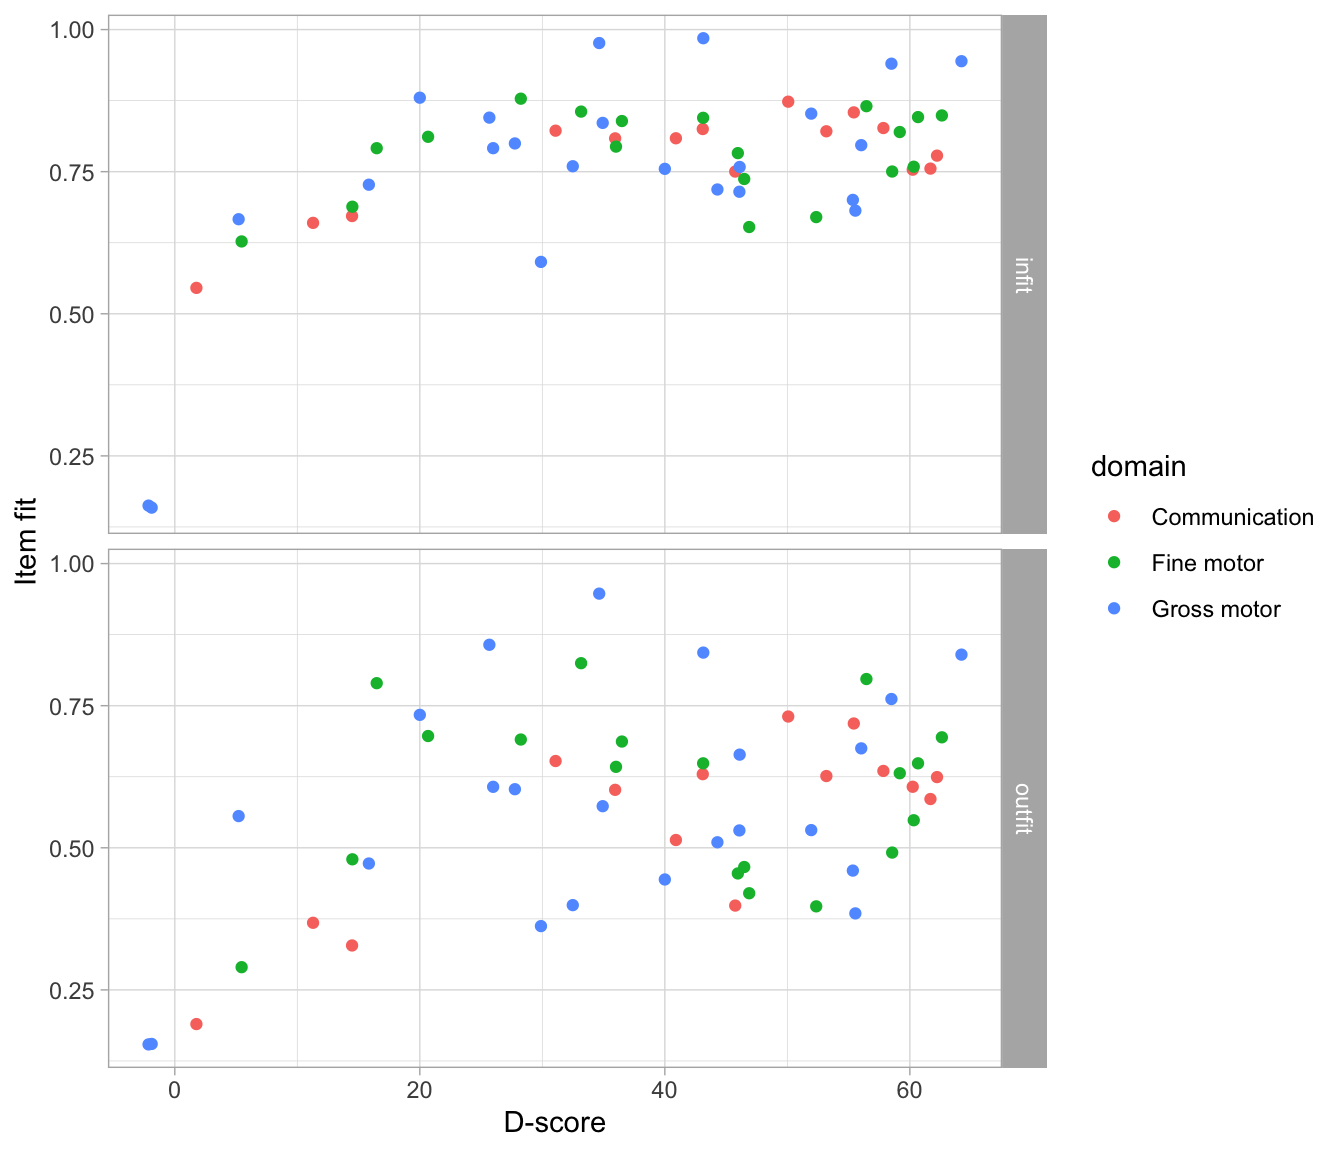 1.00
0.75
0.50
0.25
infit
1.00
0.75
0.50
0.25
outfit
Item fit
0 20 40 60
D-score
domain
Communication
Fine motor
Gross motor